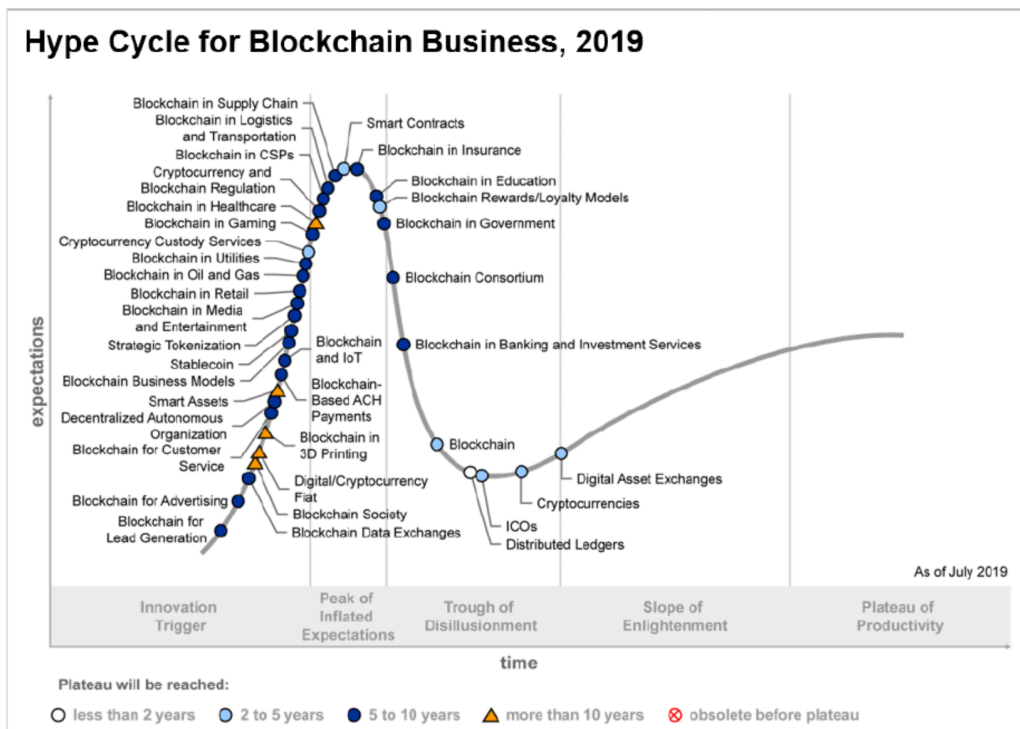 Hype Cycle for Blockchain Business, 2019
Blockchain in Supply Chain
Blockchain in Logistics
and Transportation
Blockchain in CSPs
Cryptocurrency and
Blockchain Regulation
Blockchain in Healthcare
Blockchain in Gaming
Cryptocurrency Custody Services
Blockchain in Utilities
Blockchain in Oil and Gas
Blockchain in Retail
Blockchain in Media
and Entertainment
Strategic Tokenization
Stablecoin
Blockchain Business Models
Smart Assets
Decentralized Autonomous
Organization
Blockchain for Customer
Service
Blockchain for Advertising
Blockchain for
Lead Generation
Blockchain
and IoT
Blockchain-
Based ACH
Payments
Blockchain in
3D Printing
Digital/Cryptocurrency
Fiat
Blockchain Society
Blockchain Data Exchanges
Smart Contracts
Blockchain in Insurance
Blockchain in Education
Blockchain Rewards/Loyalty Models
Blockchain in Government
Blockchain Consortium
Blockchain in Banking and Investment Services
Blockchain
Digital Asset Exchanges
Cryptocurrencies
ICOs
Distributed Ledgers
As of July 2019
expectations
Innovation
Trigger
Peak of
Inflated
Expectations
Trough of
Disillusionment
Slope of
Enlightenment
Plateau of
Productivity
time
Plateau will be reached:
less than 2 years
2 to 5 years
5 to 10 years
more than 10 years
obsolete before plateau